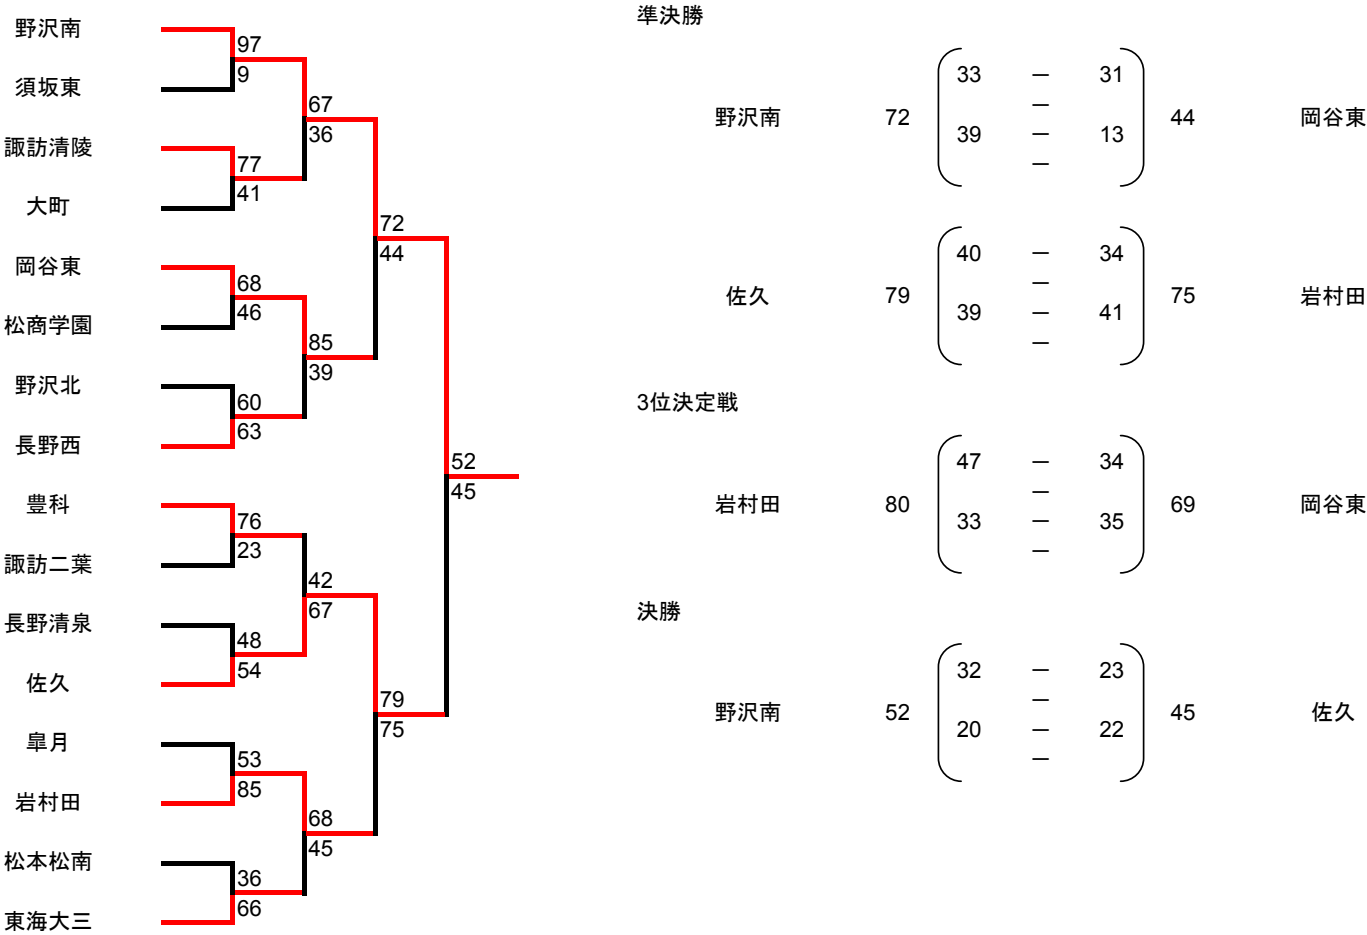 野沢南
須坂東
諏訪清陵
大町
岡谷東
松商学園
野沢北
長野西
豊科
諏訪二葉
長野清泉
佐久
皐月
岩村田
松本松南
東海大三
97
9
77
41
68
46
60
63
76
23
48
54
53
85
36
66
67
36
85
39
42
67
68
45
72
44
79
75
52
45
準決勝
33 — 31
—
野沢南 72 44 岡谷東
39 — 13
—
40 — 34
—
佐久 79 75 岩村田
39 — 41
—
3位決定戦
47 — 34
—
岩村田 80 69 岡谷東
33 — 35
—
決勝
32 — 23
—
野沢南 52 45 佐久
20 — 22
—